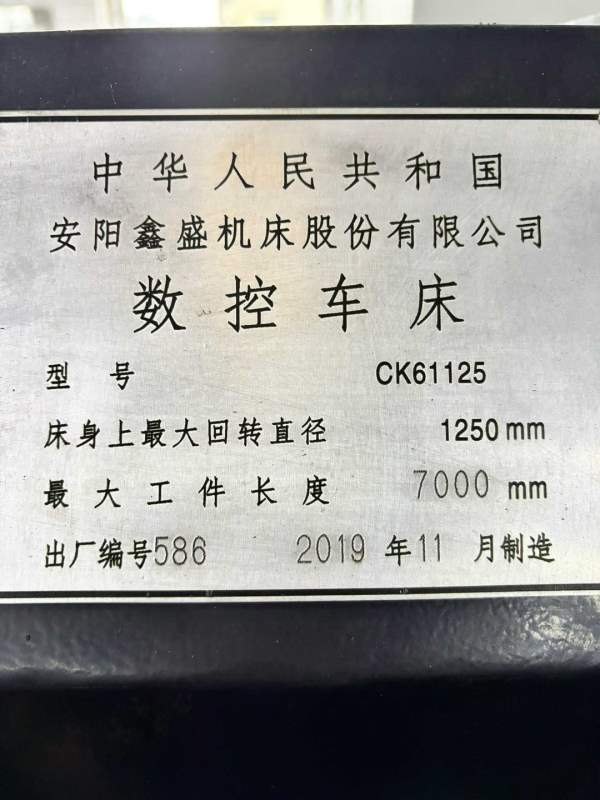 中华人民共和国
安阳鑫盛机床股份有限公司
数控车床
型号 CK61125
床身上最大回转直径 1250 mm
最大工件长度 7000 mm
出厂编号586 2019 年11 月制造